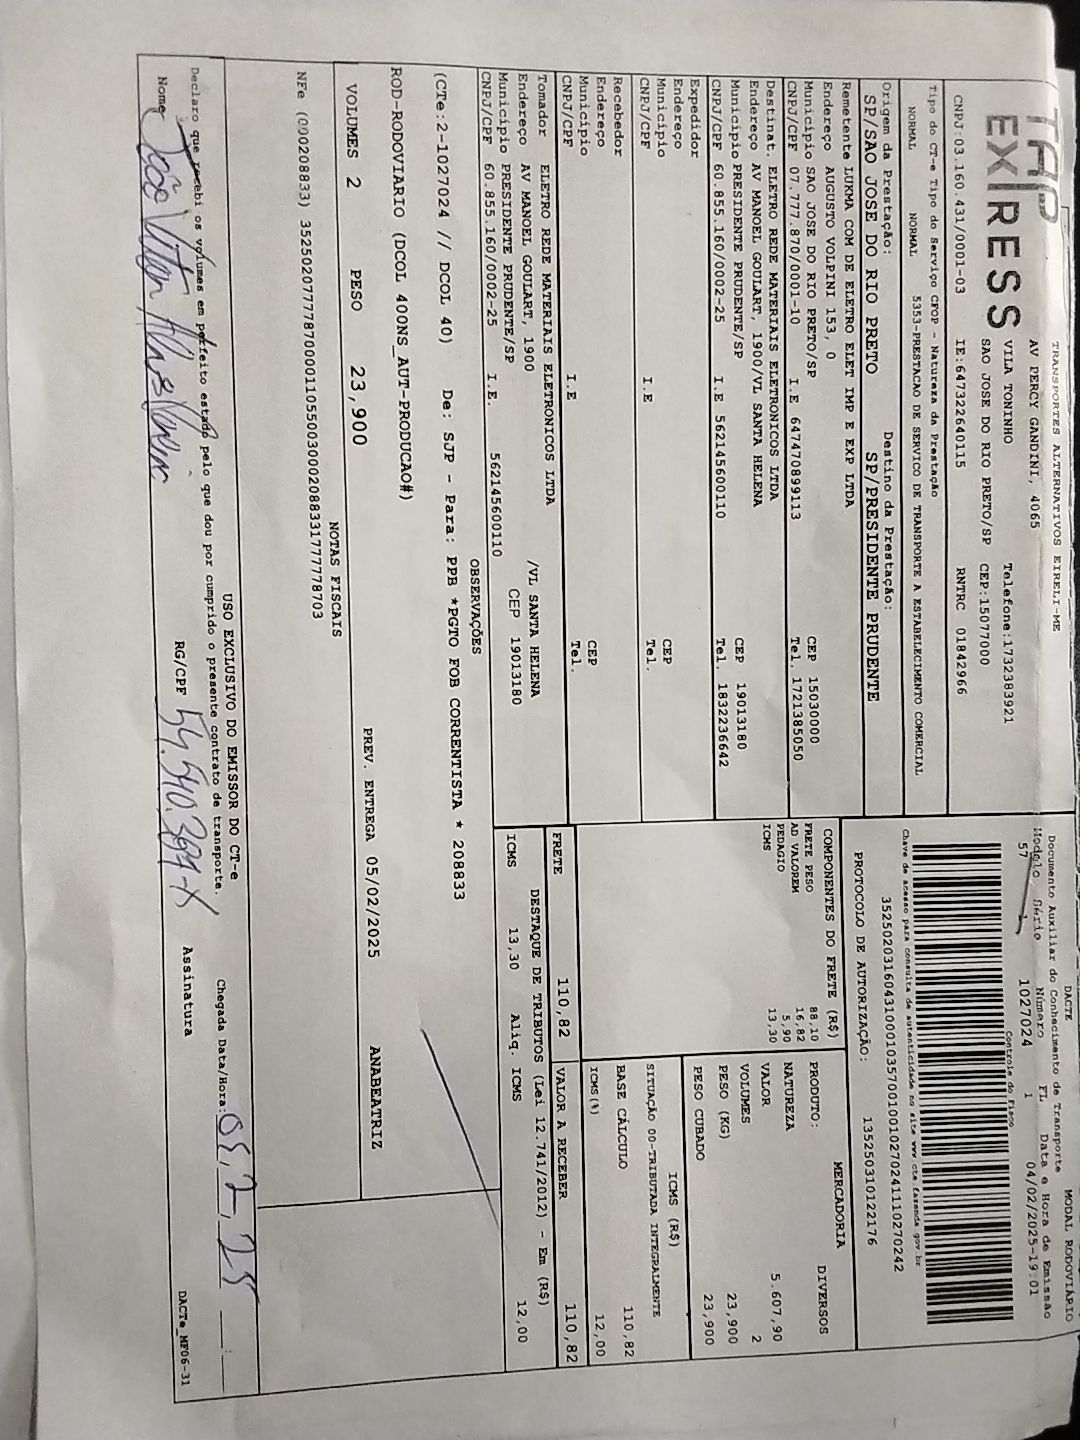 TAP EXPRESS
TRANSPORTES ALTERNATIVOS EIRELI-ME
AV PERCY GANDINI, 4065
VILA TONINHO Telefone:1732383921
SAO JOSE DO RIO PRETO/SP CEP:15077000
CNPJ:03.160.431/0001-03 IE:647322640115 RNTRC 01842966
DACTE MODAL RODOVIÁRIO
Documento Auxiliar do Conhecimento de Transporte
Modelo Série Número FL Data e Hora de Emissão
57 1 1027024 1 04/02/2025-19:01
Controle do Fisco
Chave de acesso para consulta de autenticidade no site www.cte.fazenda.gov.br
35250203160431000103570010010270241110270242
PROTOCOLO DE AUTORIZAÇÃO: 135250310122176
Tipo do CT-e Tipo do Serviço CFOP - Natureza da Prestação
NORMAL NORMAL 5353-PRESTACAO DE SERVICO DE TRANSPORTE A ESTABELECIMENTO COMERCIAL
Origem da Prestação: Destino da Prestação:
SP/SAO JOSE DO RIO PRETO SP/PRESIDENTE PRUDENTE
Remetente LUKMA COM DE ELETRO ELET IMP E EXP LTDA
Endereço AUGUSTO VOLPINI 153, 0
Município SAO JOSE DO RIO PRETO/SP CEP 15030000
CNPJ/CPF 07.777.870/0001-10 I.E 647470899113 Tel. 1721385050
Destinat. ELETRO REDE MATERIAIS ELETRONICOS LTDA
Endereço AV MANOEL GOULART, 1900/VL SANTA HELENA
Município PRESIDENTE PRUDENTE/SP CEP 19013180
CNPJ/CPF 60.855.160/0002-25 I.E 562145600110 Tel. 1832236642
Expedidor
Endereço
Município CEP
CNPJ/CPF I.E Tel.
Recebedor
Endereço
Município CEP
CNPJ/CPF I.E Tel.
Tomador ELETRO REDE MATERIAIS ELETRONICOS LTDA
Endereço AV MANOEL GOULART, 1900 /VL SANTA HELENA
Município PRESIDENTE PRUDENTE/SP CEP 19013180
CNPJ/CPF 60.855.160/0002-25 I.E. 562145600110
COMPONENTES DO FRETE (R$)
FRETE PESO 88,10
AD VALOREM 16,82
PEDAGIO 5,90
ICMS 13,30
MERCADORIA
PRODUTO: DIVERSOS
NATUREZA
VALOR 5.607,90
VOLUMES 2
PESO (KG) 23,900
PESO CUBADO 23,900
ICMS (R$)
SITUAÇÃO 00-TRIBUTADA INTEGRALMENTE
BASE CÁLCULO 110,82
ICMS(%) 12,00
FRETE 110,82 VALOR A RECEBER 110,82
DESTAQUE DE TRIBUTOS (Lei 12.741/2012) - Em (R$)
ICMS 13,30 Aliq. ICMS 12,00
OBSERVAÇÕES
(CTe:2-1027024 // DCOL 40) De: SJP - Para: PPB *PGTO FOB CORRENTISTA * 208833
ROD-RODOVIARIO (DCOL 400NS_AUT-PRODUCAO#)
VOLUMES 2 PESO 23,900 PREV. ENTREGA 05/02/2025 ANABEATRIZ
NOTAS FISCAIS
NFe (000208833) 35250207777870000110550030002088331777778703
USO EXCLUSIVO DO EMISSOR DO CT-e
Declaro que recebi os volumes em perfeito estado pelo que dou por cumprido o presente contrato de transporte. Chegada Data/Hora: 05,2,25
Nome João Vitor Alves RG/CPF Assinatura
DACTe_MF06-31